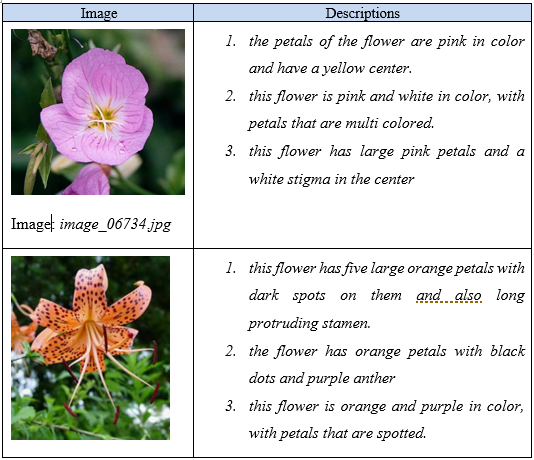 Image
Descriptions
1. the petals of the flower are pink in color
and have a yellow center.
2. this flower is pink and white in color, with
petals that are multi colored.
3. this flower has large pink petals and a
white stigma in the center
Image: image_06734.jpg
1. this flower has five large orange petals with
dark spots on them and also long
protruding stamen.
2. the flower has orange petals with black
dots and purple anther
3. this flower is orange and purple in color,
with petals that are spotted.